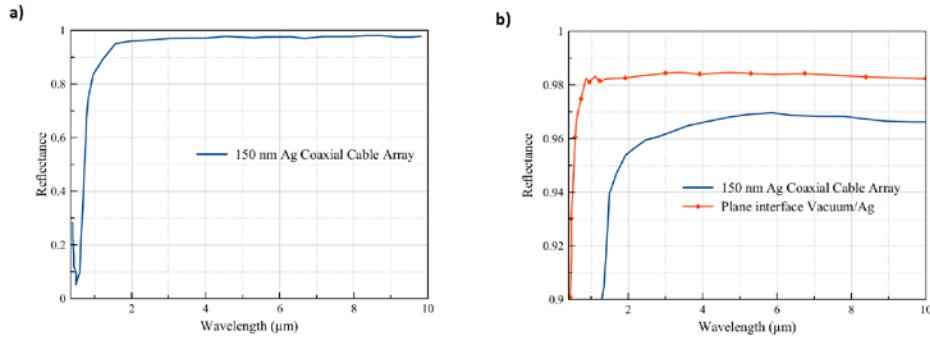 a)
1
0.8
0.6
0.4
0.2
0
Reflectance
150 nm Ag Coaxial Cable Array
2
4
6
8
10
Wavelength (μm)
b)
1
0.98
0.96
0.94
0.92
0.9
Reflectance
150 nm Ag Coaxial Cable Array
Plane interface Vacuum/Ag
2
4
6
8
10
Wavelength (μm)